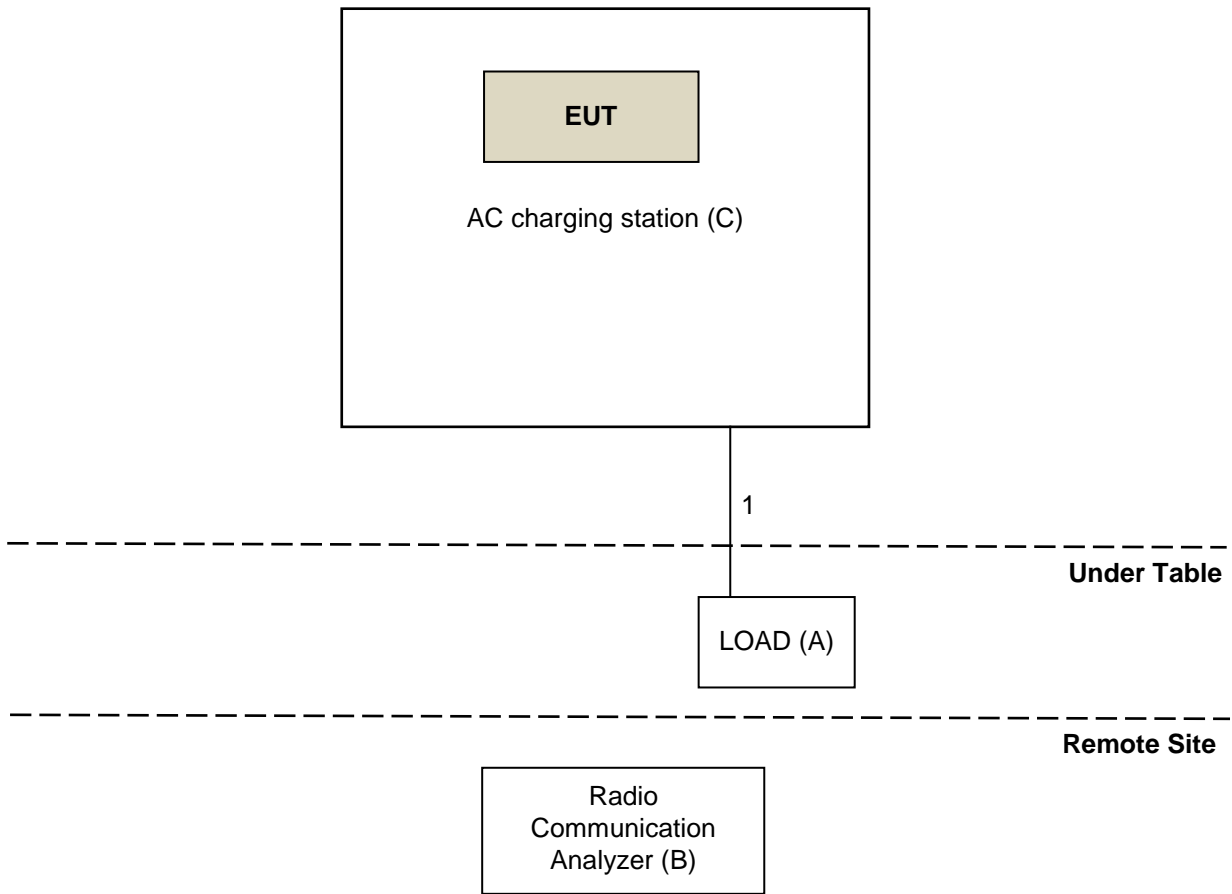 EUT
AC charging station (C)
1
Under Table
LOAD (A)
Remote Site
Radio
Communication
Analyzer (B)